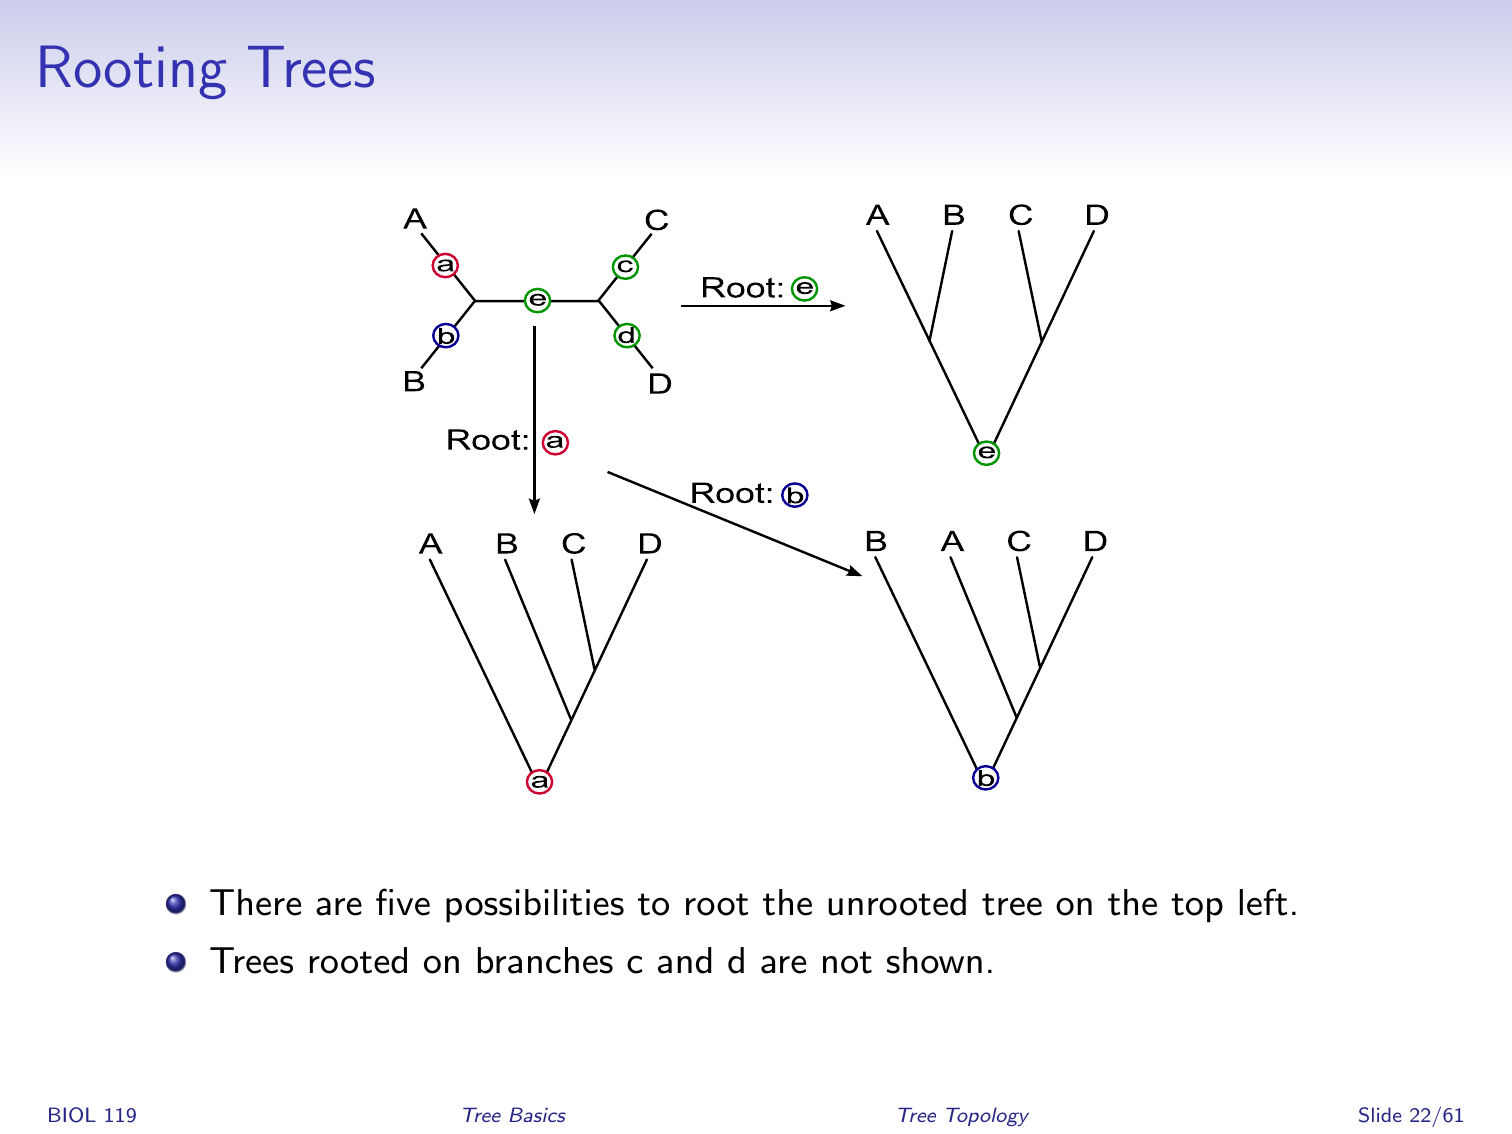 Rooting Trees
A C
a c
e
b d
B D
Root: e
A B C D
e
Root: a
Root: b
A B C D
a
B A C D
b
There are five possibilities to root the unrooted tree on the top left.
Trees rooted on branches c and d are not shown.
BIOL 119 Tree Basics Tree Topology Slide 22/61